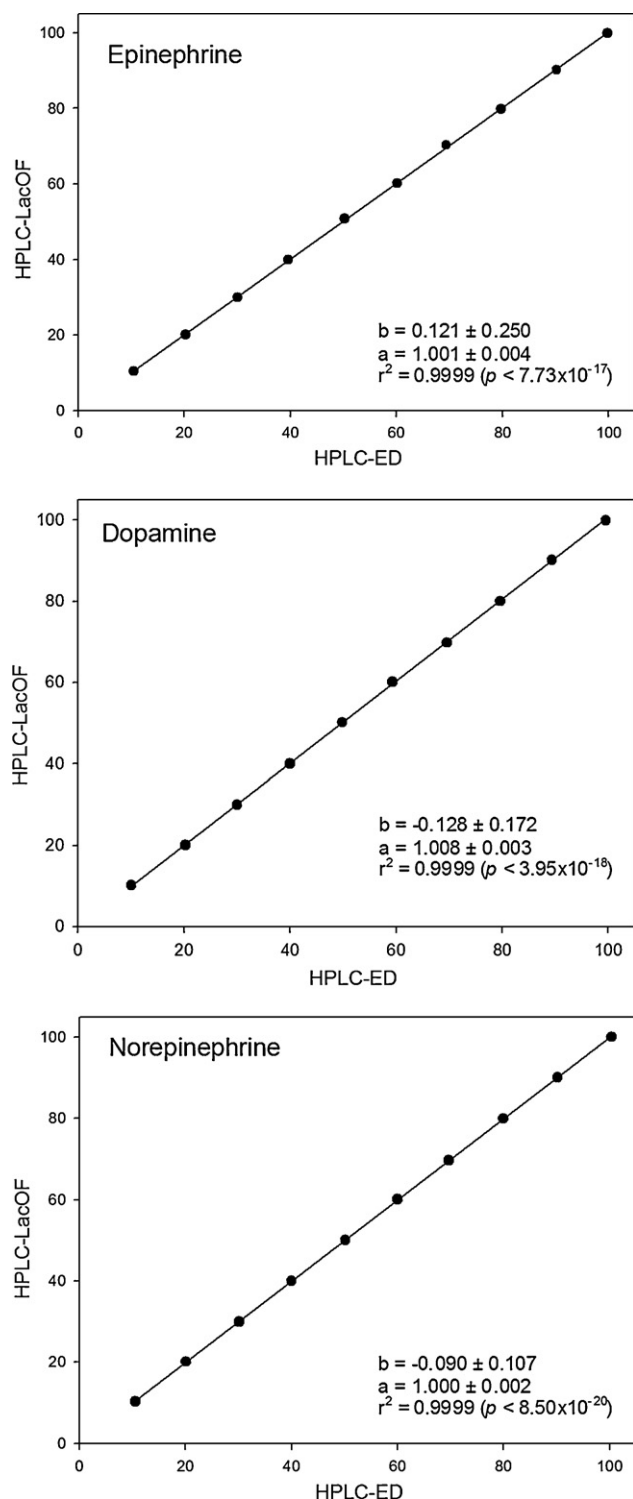 Epinephrine
100
80
60
40
20
0
HPLC-LacOF
b = 0.121 ± 0.250
a = 1.001 ± 0.004
r² = 0.9999 (p < 7.73x10⁻¹⁷)
0 20 40 60 80 100
HPLC-ED
Dopamine
100
80
60
40
20
0
HPLC-LacOF
b = -0.128 ± 0.172
a = 1.008 ± 0.003
r² = 0.9999 (p < 3.95x10⁻¹⁸)
0 20 40 60 80 100
HPLC-ED
Norepinephrine
100
80
60
40
20
0
HPLC-LacOF
b = -0.090 ± 0.107
a = 1.000 ± 0.002
r² = 0.9999 (p < 8.50x10⁻²⁰)
0 20 40 60 80 100
HPLC-ED